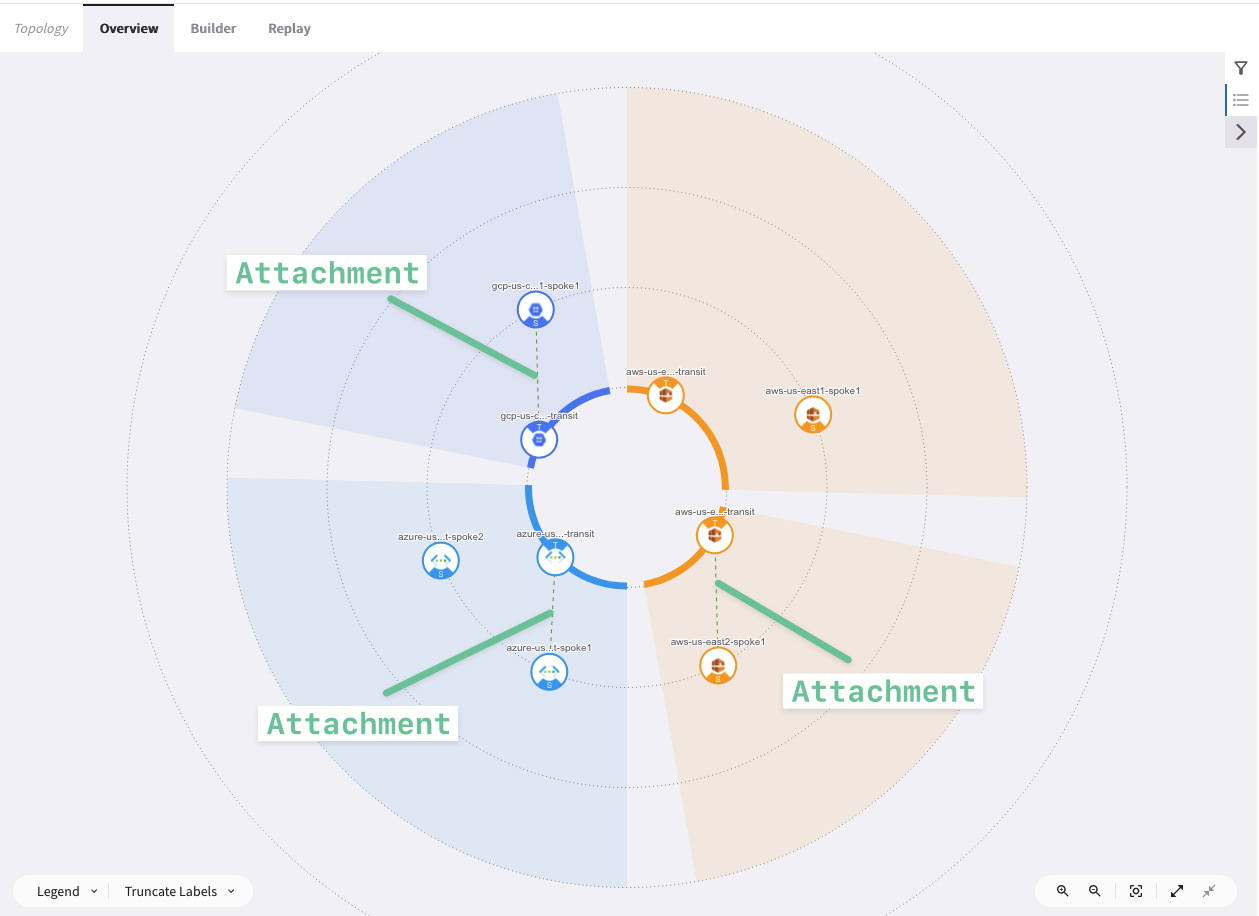 Topology
Overview
Builder
Replay
Attachment
gcp-us-c...1-spoke1
S
aws-us-e...-transit
T
aws-us-east1-spoke1
S
gcp-us-c...-transit
T
aws-us-e...-transit
T
azure-us...t-spoke2
S
azure-us...-transit
T
aws-us-east2-spoke1
S
azure-us...t-spoke1
S
Attachment
Attachment
Legend
Truncate Labels